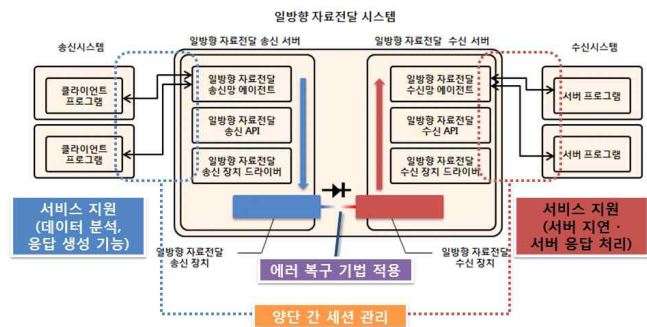 일방향 자료전달 시스템
송신시스템
일방향 자료전달 송신 서버
일방향 자료전달 수신 서버
수신시스템
클라이언트
프로그램
클라이언트
프로그램
일방향 자료전달
송신망 에이전트
일방향 자료전달
송신 API
일방향 자료전달
송신 장치 드라이버
일방향 자료전달
수신망 에이전트
일방향 자료전달
수신 API
일방향 자료전달
수신 장치 드라이버
서버 프로그램
서버 프로그램
서비스 지원
(데이터 분석,
응답 생성 기능)
서비스 지원
(서버 지연 ·
서버 응답 처리)
일방향 자료전달
송신 장치
일방향 자료전달
수신 장치
에러 복구 기법 적용
양단 간 세션 관리